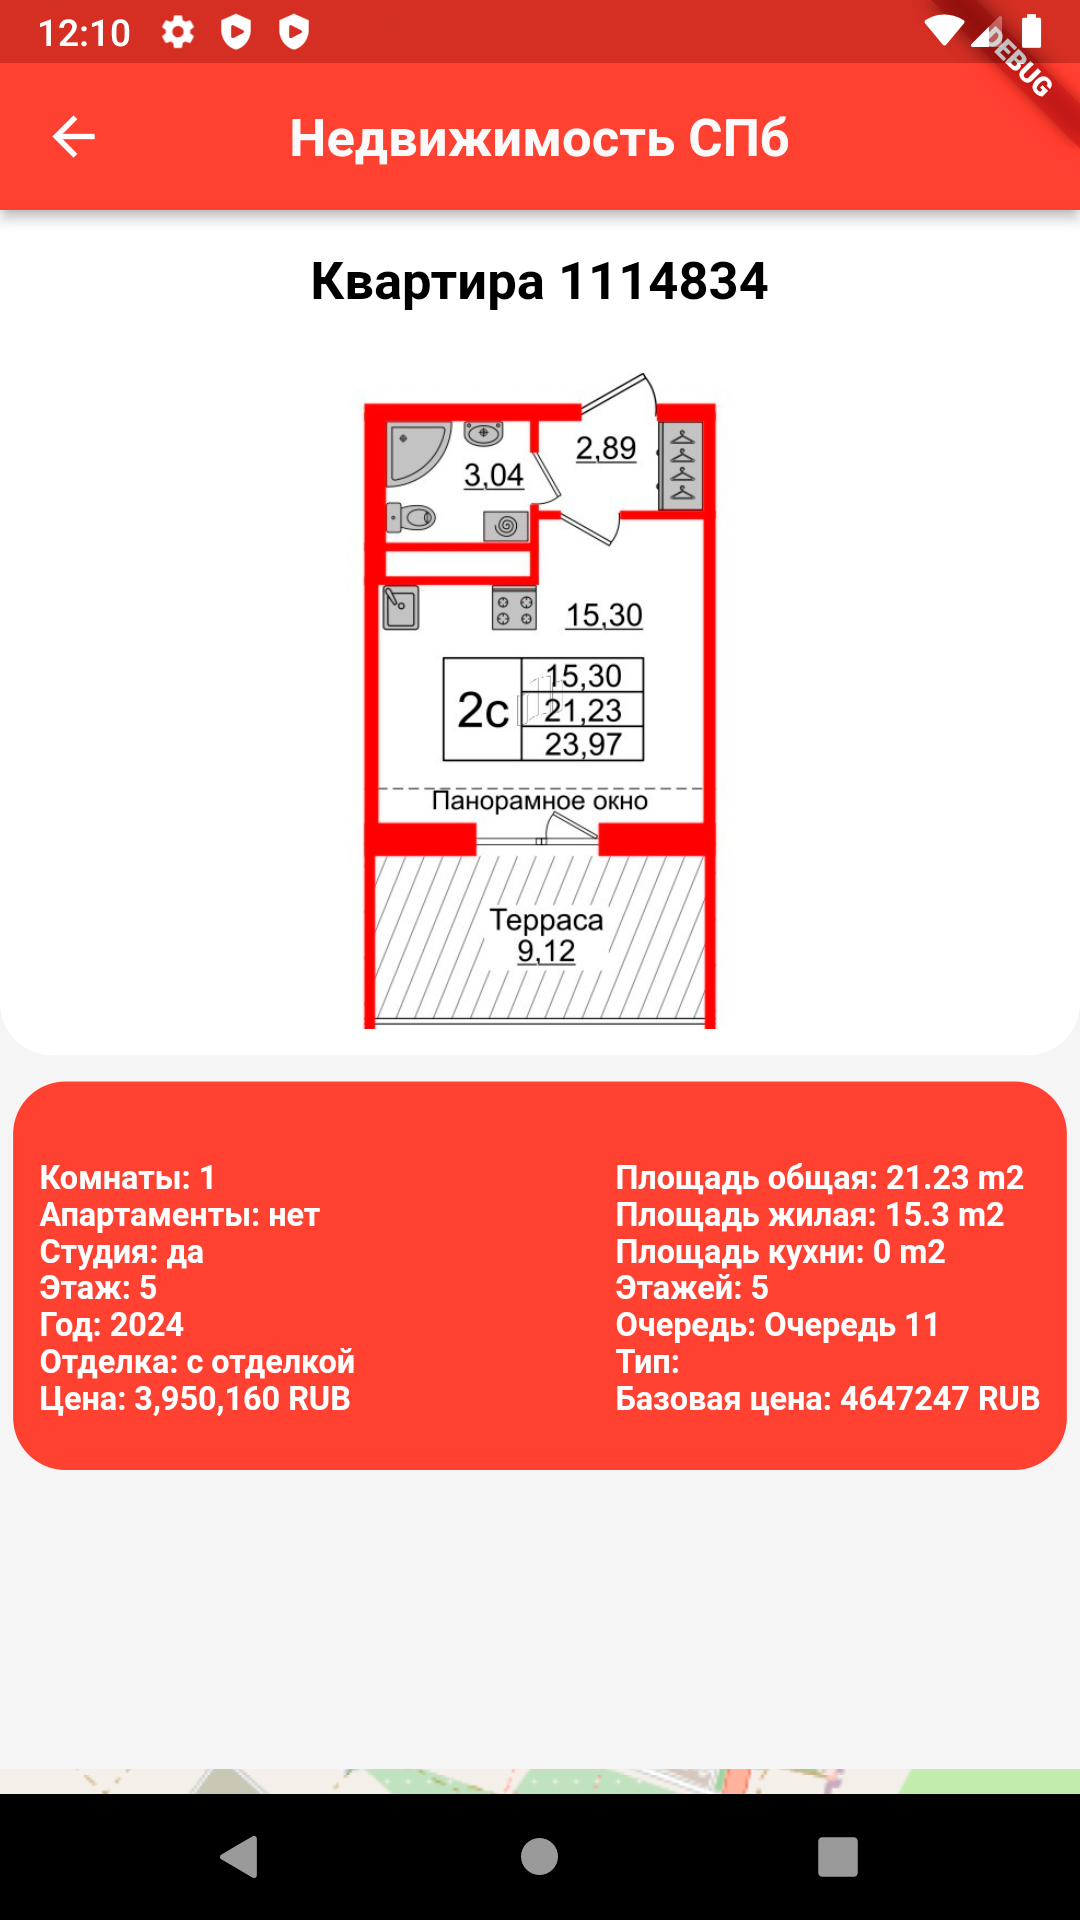 12:10
DEBUG
Недвижимость СПб
Квартира 1114834
2,89
3,04
15,30
2с
15,30
21,23
23,97
Панорамное окно
Терраса
9,12
Комнаты: 1
Апартаменты: нет
Студия: да
Этаж: 5
Год: 2024
Отделка: с отделкой
Цена: 3,950,160 RUB
Площадь общая: 21.23 m2
Площадь жилая: 15.3 m2
Площадь кухни: 0 m2
Этажей: 5
Очередь: Очередь 11
Тип:
Базовая цена: 4647247 RUB